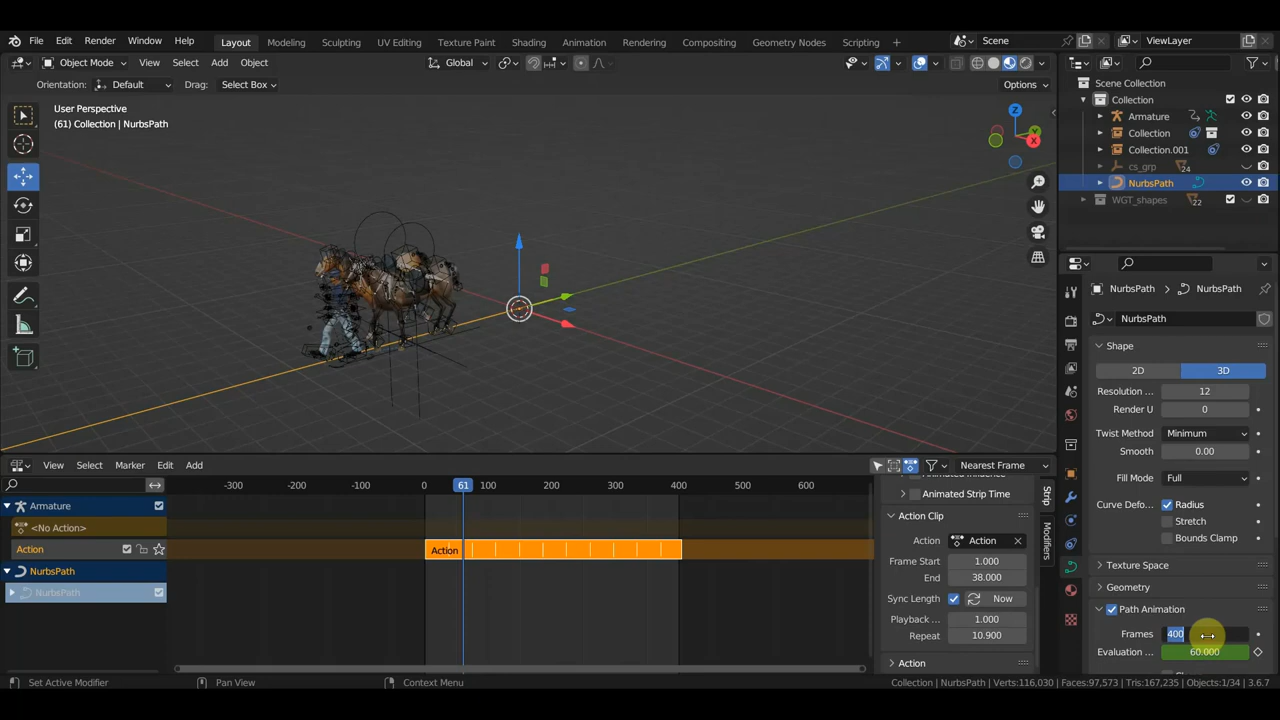 File Edit Render Window Help Layout Modeling Sculpting UV Editing Texture Paint Shading Animation Rendering Compositing Geometry Nodes Scripting + Scene ViewLayer
Object Mode View Select Add Object Global Options
Orientation: Default Drag: Select Box
User Perspective
(61) Collection | NurbsPath
Z
Y
X
Scene Collection
Collection
Armature
Collection
Collection.001
cs_grp 24
NurbsPath
WGT_shapes 22
NurbsPath NurbsPath
NurbsPath
Shape
2D 3D
Resolution ... 12
Render U 0
Twist Method Minimum
Smooth 0.00
Fill Mode Full
Curve Defo... Radius
Stretch
Bounds Clamp
Texture Space
Geometry
Path Animation
Frames 400
Evaluation ... 60.000
View Select Marker Edit Add Nearest Frame
-300 -200 -100 0 61 100 200 300 400 500 600
Armature
<No Action>
Action
Action
NurbsPath
NurbsPath
Animated Strip Time
Action Clip
Action Action
Frame Start 1.000
End 38.000
Sync Length Now
Playback ... 1.000
Repeat 10.900
Action
Strip
Modifiers
Set Active Modifier Pan View Context Menu Collection | NurbsPath | Verts:116,030 | Faces:97,573 | Tris:167,235 | Objects:1/34 | 3.6.7